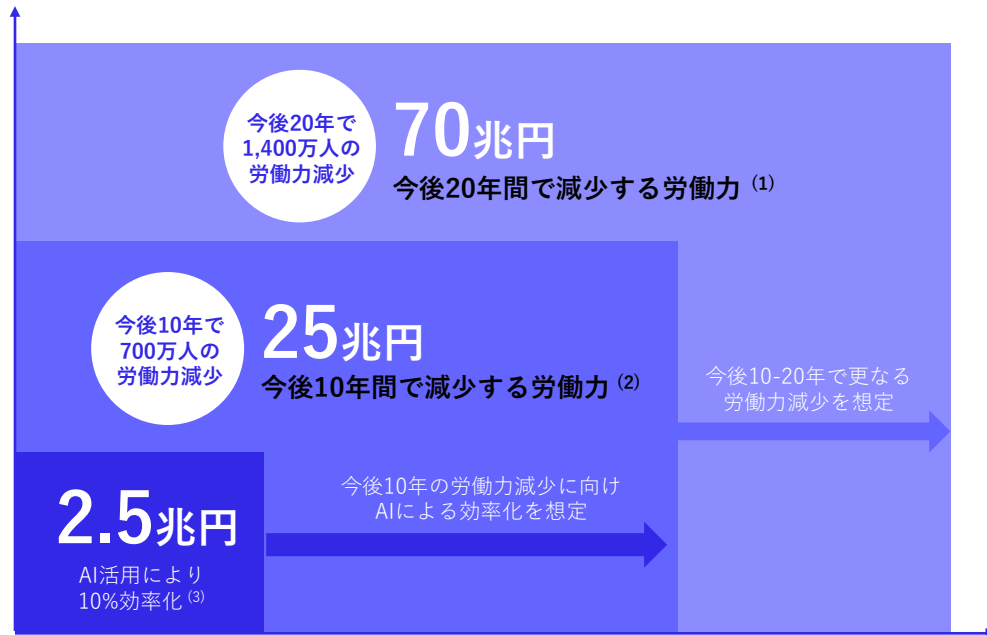 今後20年で
1,400万人の
労働力減少
70兆円
今後20年間で減少する労働力 (1)
今後10年で
700万人の
労働力減少
25兆円
今後10年間で減少する労働力 (2)
今後10-20年で更なる
労働力減少を想定
2.5兆円
AI活用により
10%効率化 (3)
今後10年の労働力減少に向け
AIによる効率化を想定